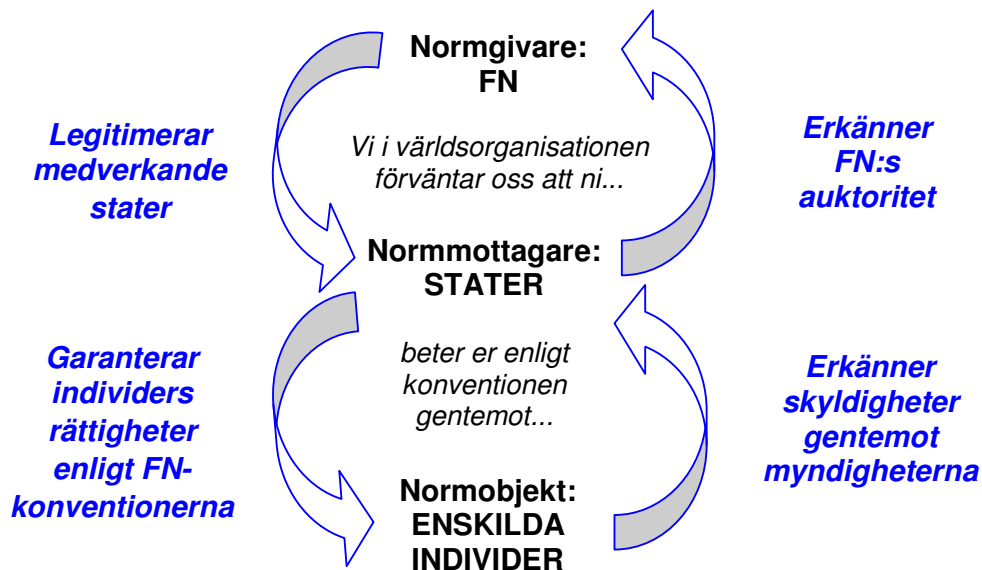 Normgivare:
FN
Legitimerar
medverkande
stater
Vi i världsorganisationen
förväntar oss att ni...
Erkänner
FN:s
auktoritet
Normmottagare:
STATER
Garanterar
individers
rättigheter
enligt FN-
konventionerna
beter er enligt
konventionen
gentemot...
Erkänner
skyldigheter
gentemot
myndigheterna
Normobjekt:
ENSKILDA
INDIVIDER